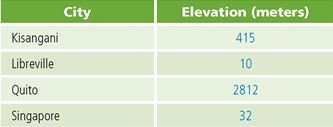 City Elevation (meters)
Kisangani 415
Libreville 10
Quito 2812
Singapore 32